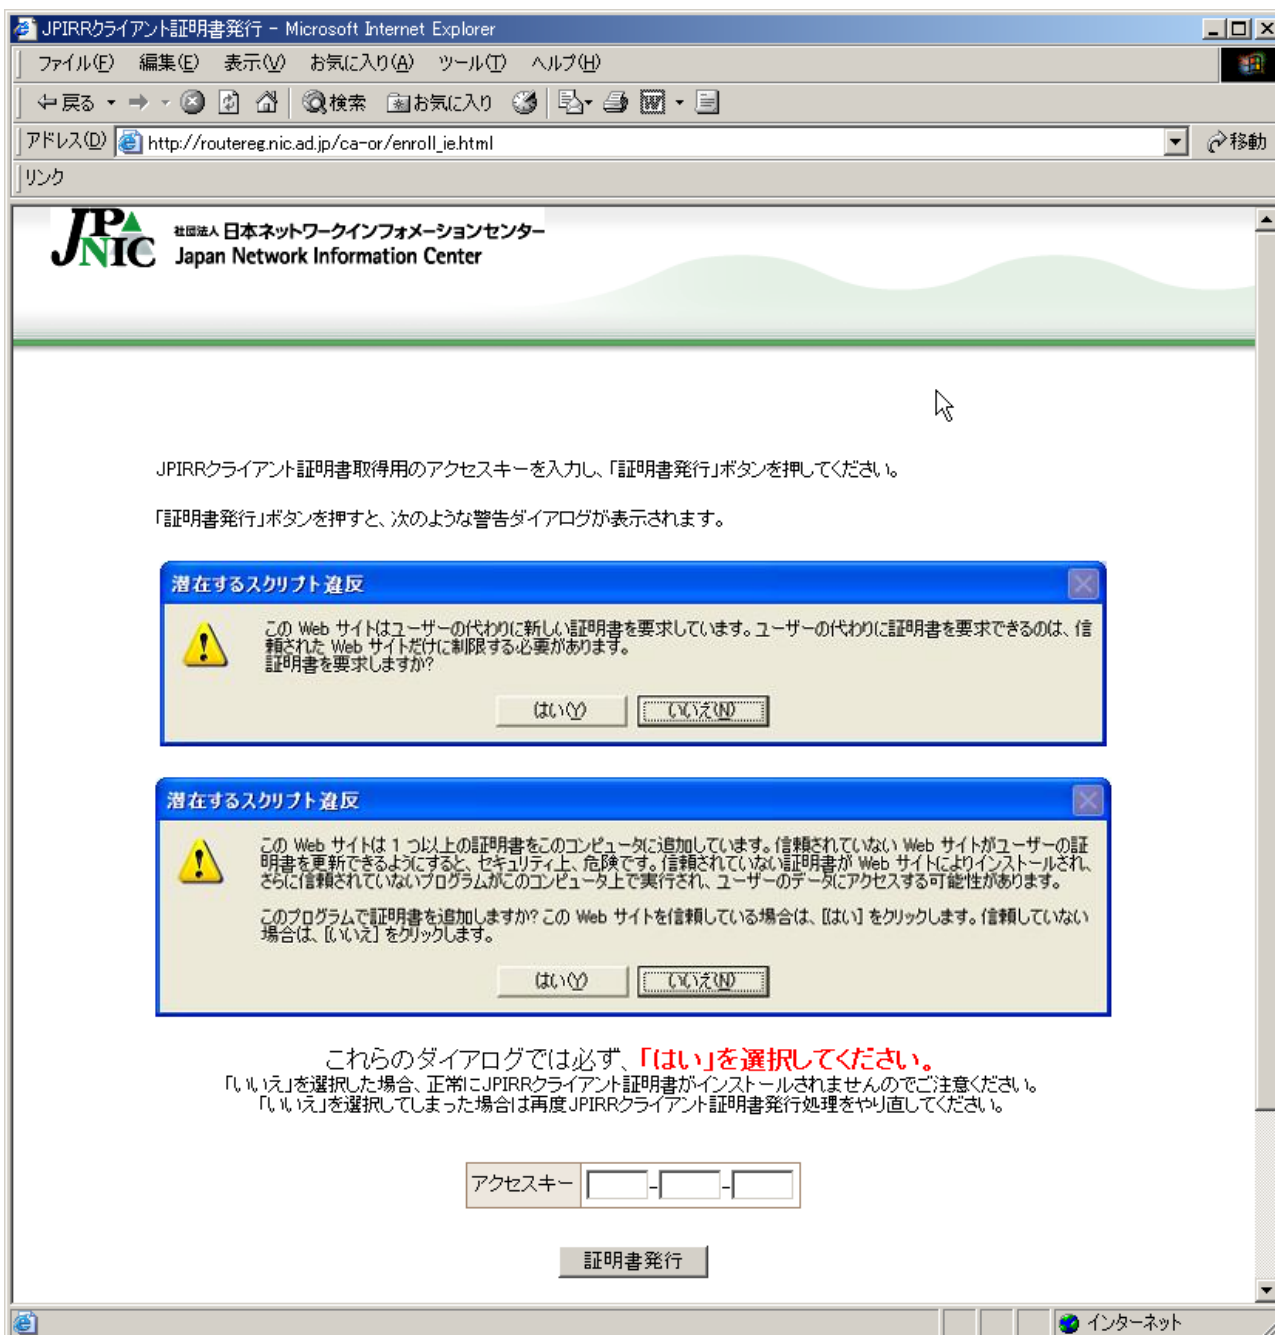 JPIRRクライアント証明書発行 - Microsoft Internet Explorer
ファイル(F) 編集(E) 表示(V) お気に入り(A) ツール(T) ヘルプ(H)
戻る 検索 お気に入り
アドレス(D) http://routereg.nic.ad.jp/ca-or/enroll_ie.html 移動
リンク
JPNIC 社団法人 日本ネットワークインフォメーションセンター
Japan Network Information Center
JPIRRクライアント証明書取得用のアクセスキーを入力し、「証明書発行」ボタンを押してください。
「証明書発行」ボタンを押すと、次のような警告ダイアログが表示されます。
潜在するスクリプト違反
この Web サイトはユーザーの代わりに新しい証明書を要求しています。ユーザーの代わりに証明書を要求できるのは、信
頼された Web サイトだけに制限する必要があります。
証明書を要求しますか?
はい(Y) いいえ(N)
潜在するスクリプト違反
この Web サイトは 1 つ以上の証明書をこのコンピュータに追加しています。信頼されていない Web サイトがユーザーの証
明書を更新できるようにすると、セキュリティ上、危険です。信頼されていない証明書が Web サイトによりインストールされ、
さらに信頼されていないプログラムがこのコンピュータ上で実行され、ユーザーのデータにアクセスする可能性があります。
このプログラムで証明書を追加しますか? この Web サイトを信頼している場合は、[はい] をクリックします。信頼していない
場合は、[いいえ] をクリックします。
はい(Y) いいえ(N)
これらのダイアログでは必ず、「はい」を選択してください。
「いいえ」を選択した場合、正常にJPIRRクライアント証明書がインストールされませんのでご注意ください。
「いいえ」を選択してしまった場合は再度JPIRRクライアント証明書発行処理をやり直してください。
アクセスキー - -
証明書発行
インターネット